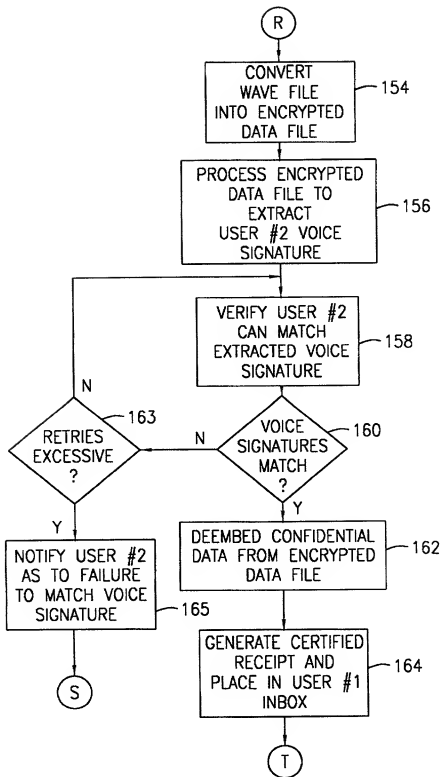 R
CONVERT
WAVE FILE
INTO ENCRYPTED
DATA FILE
154
PROCESS ENCRYPTED
DATA FILE TO
EXTRACT
USER #2 VOICE
SIGNATURE
156
VERIFY USER #2
CAN MATCH
EXTRACTED VOICE
SIGNATURE
158
N
163
RETRIES
EXCESSIVE
?
N
VOICE
SIGNATURES
MATCH
?
160
Y
Y
NOTIFY USER #2
AS TO FAILURE
TO MATCH VOICE
SIGNATURE
165
DEEMBED CONFIDENTIAL
DATA FROM ENCRYPTED
DATA FILE
162
GENERATE CERTIFIED
RECEIPT AND
PLACE IN USER #1
INBOX
164
S
T